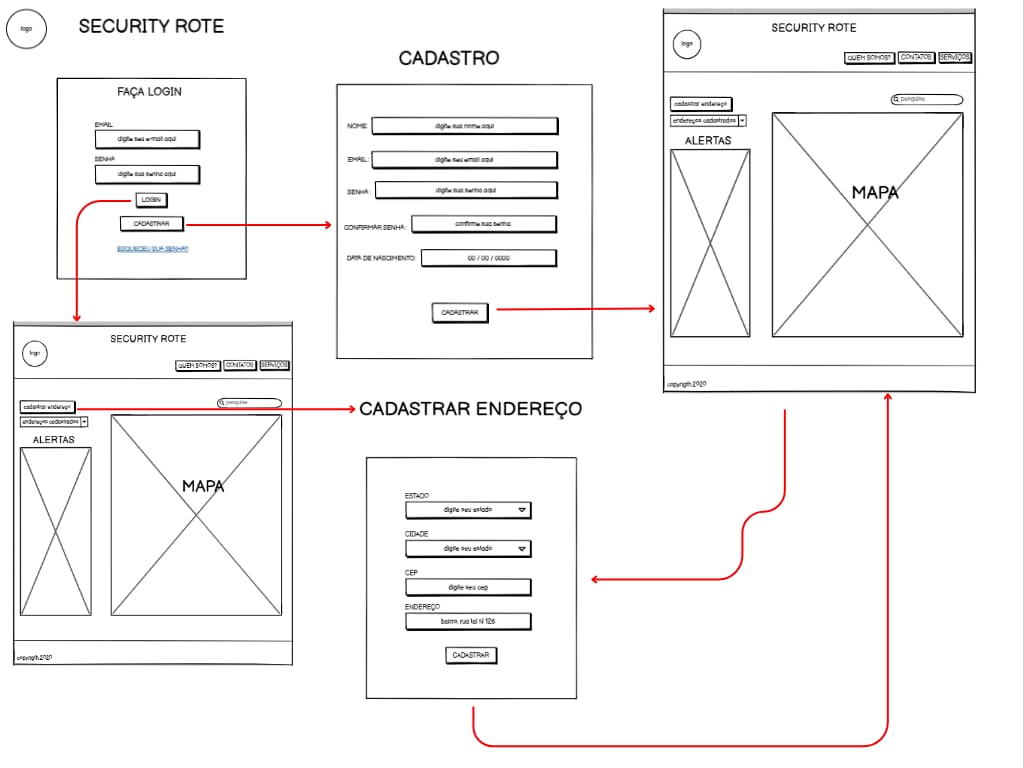 logo
SECURITY ROTE
FAÇA LOGIN
EMAIL
digite seu e-mail aqui
SENHA
digite sua senha aqui
LOGIN
CADASTRAR
ESQUECEU SUA SENHA?
CADASTRO
NOME:
digite sua nome aqui
EMAIL:
digite seu email aqui
SENHA:
digite sua senha aqui
CONFIRMAR SENHA:
confirme sua senha
DATA DE NASCIMENTO:
00 / 00 / 0000
CADASTRAR
SECURITY ROTE
logo
QUEM SOMOS?
CONTATOS
SERVIÇOS
cadastrar endereço
pesquise
endereços cadastrados
ALERTAS
MAPA
copyrigth 2020
SECURITY ROTE
logo
QUEM SOMOS?
CONTATOS
SERVIÇOS
cadastrar endereço
pesquise
endereços cadastrados
ALERTAS
MAPA
copyrigth 2020
CADASTRAR ENDEREÇO
ESTADO
digite seu estado
CIDADE
digite seu estado
CEP
digite seu cep
ENDEREÇO
bairro, rua tal N 126
CADASTRAR